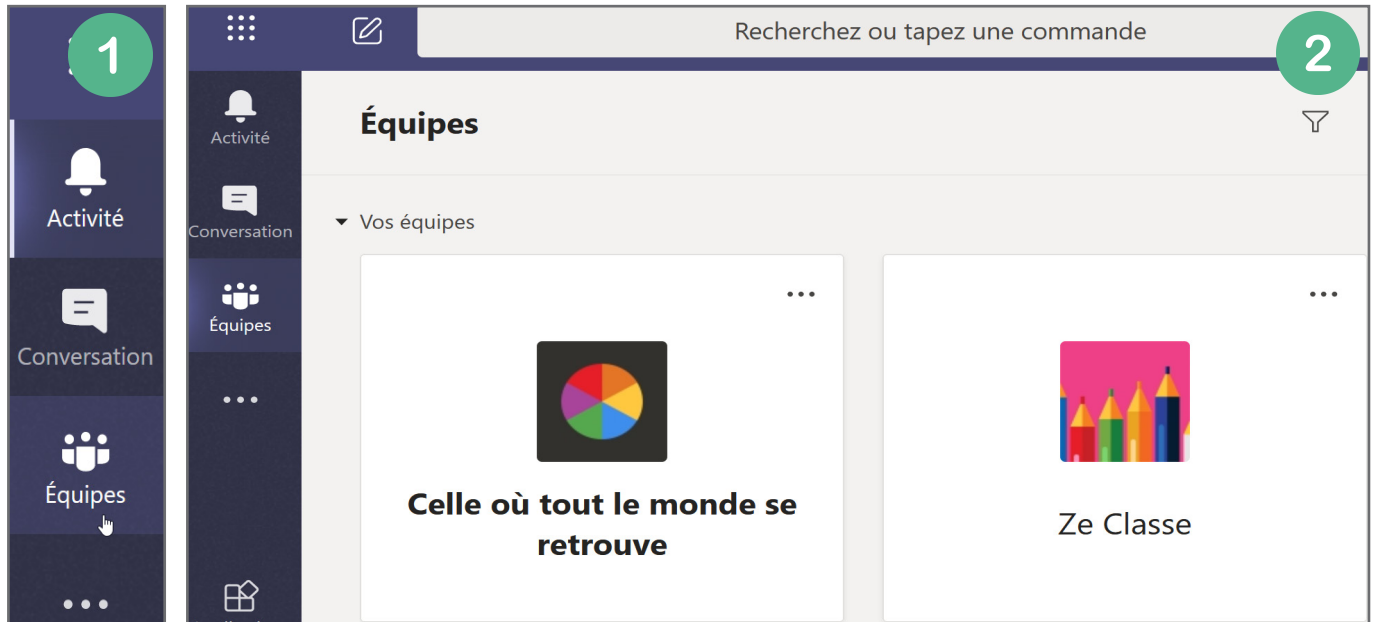 1
Activité
Conversation
Équipes
2
Recherchez ou tapez une commande
Activité
Conversation
Équipes
Équipes
Vos équipes
Celle où tout le monde se
retrouve
Ze Classe